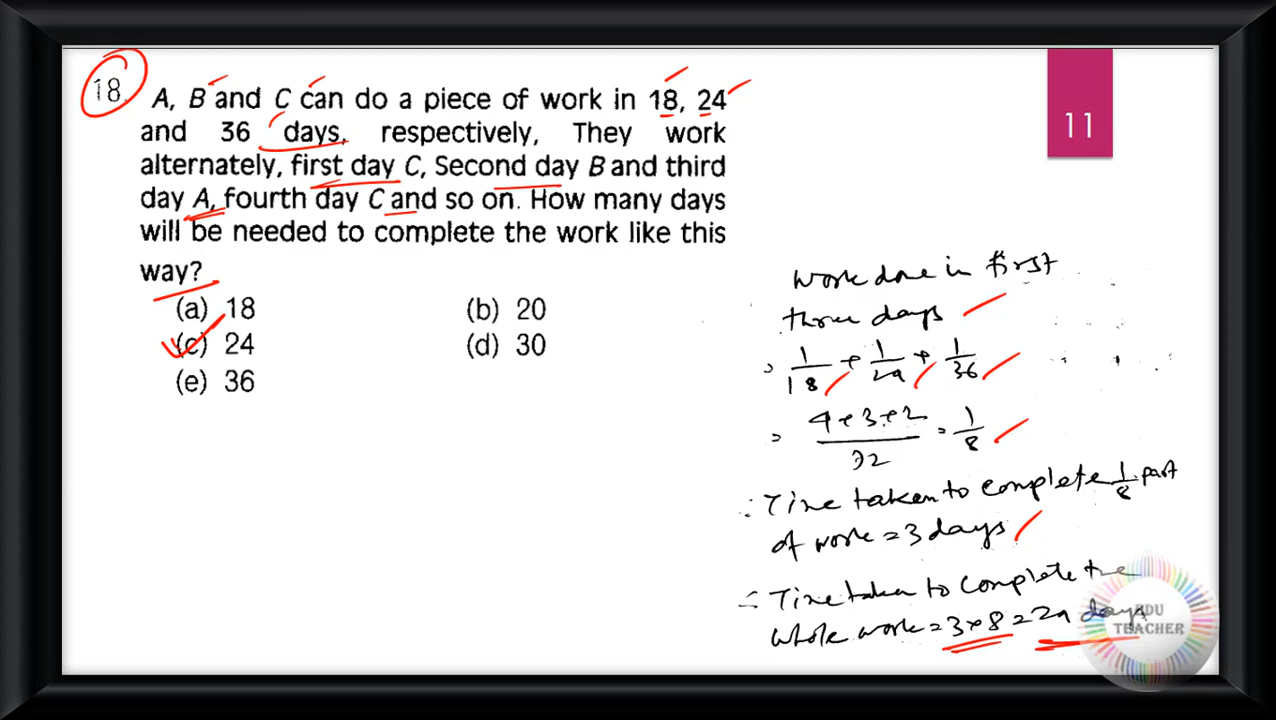 18.
A, B and C can do a piece of work in 18, 24
and 36 days, respectively, They work
alternately, first day C, Second day B and third
day A, fourth day C and so on. How many days
will be needed to complete the work like this
way?
(a) 18
(b) 20
(c) 24
(d) 30
(e) 36
11
Work done in first
three days
⇒ 1/18 + 1/24 + 1/36
⇒ 4+3+2/72 = 1/8
∴ Time taken to complete 1/8 part
of work = 3 days
∴ Time taken to complete the
whole work = 3×8 = 24 days
EDU
TEACHER